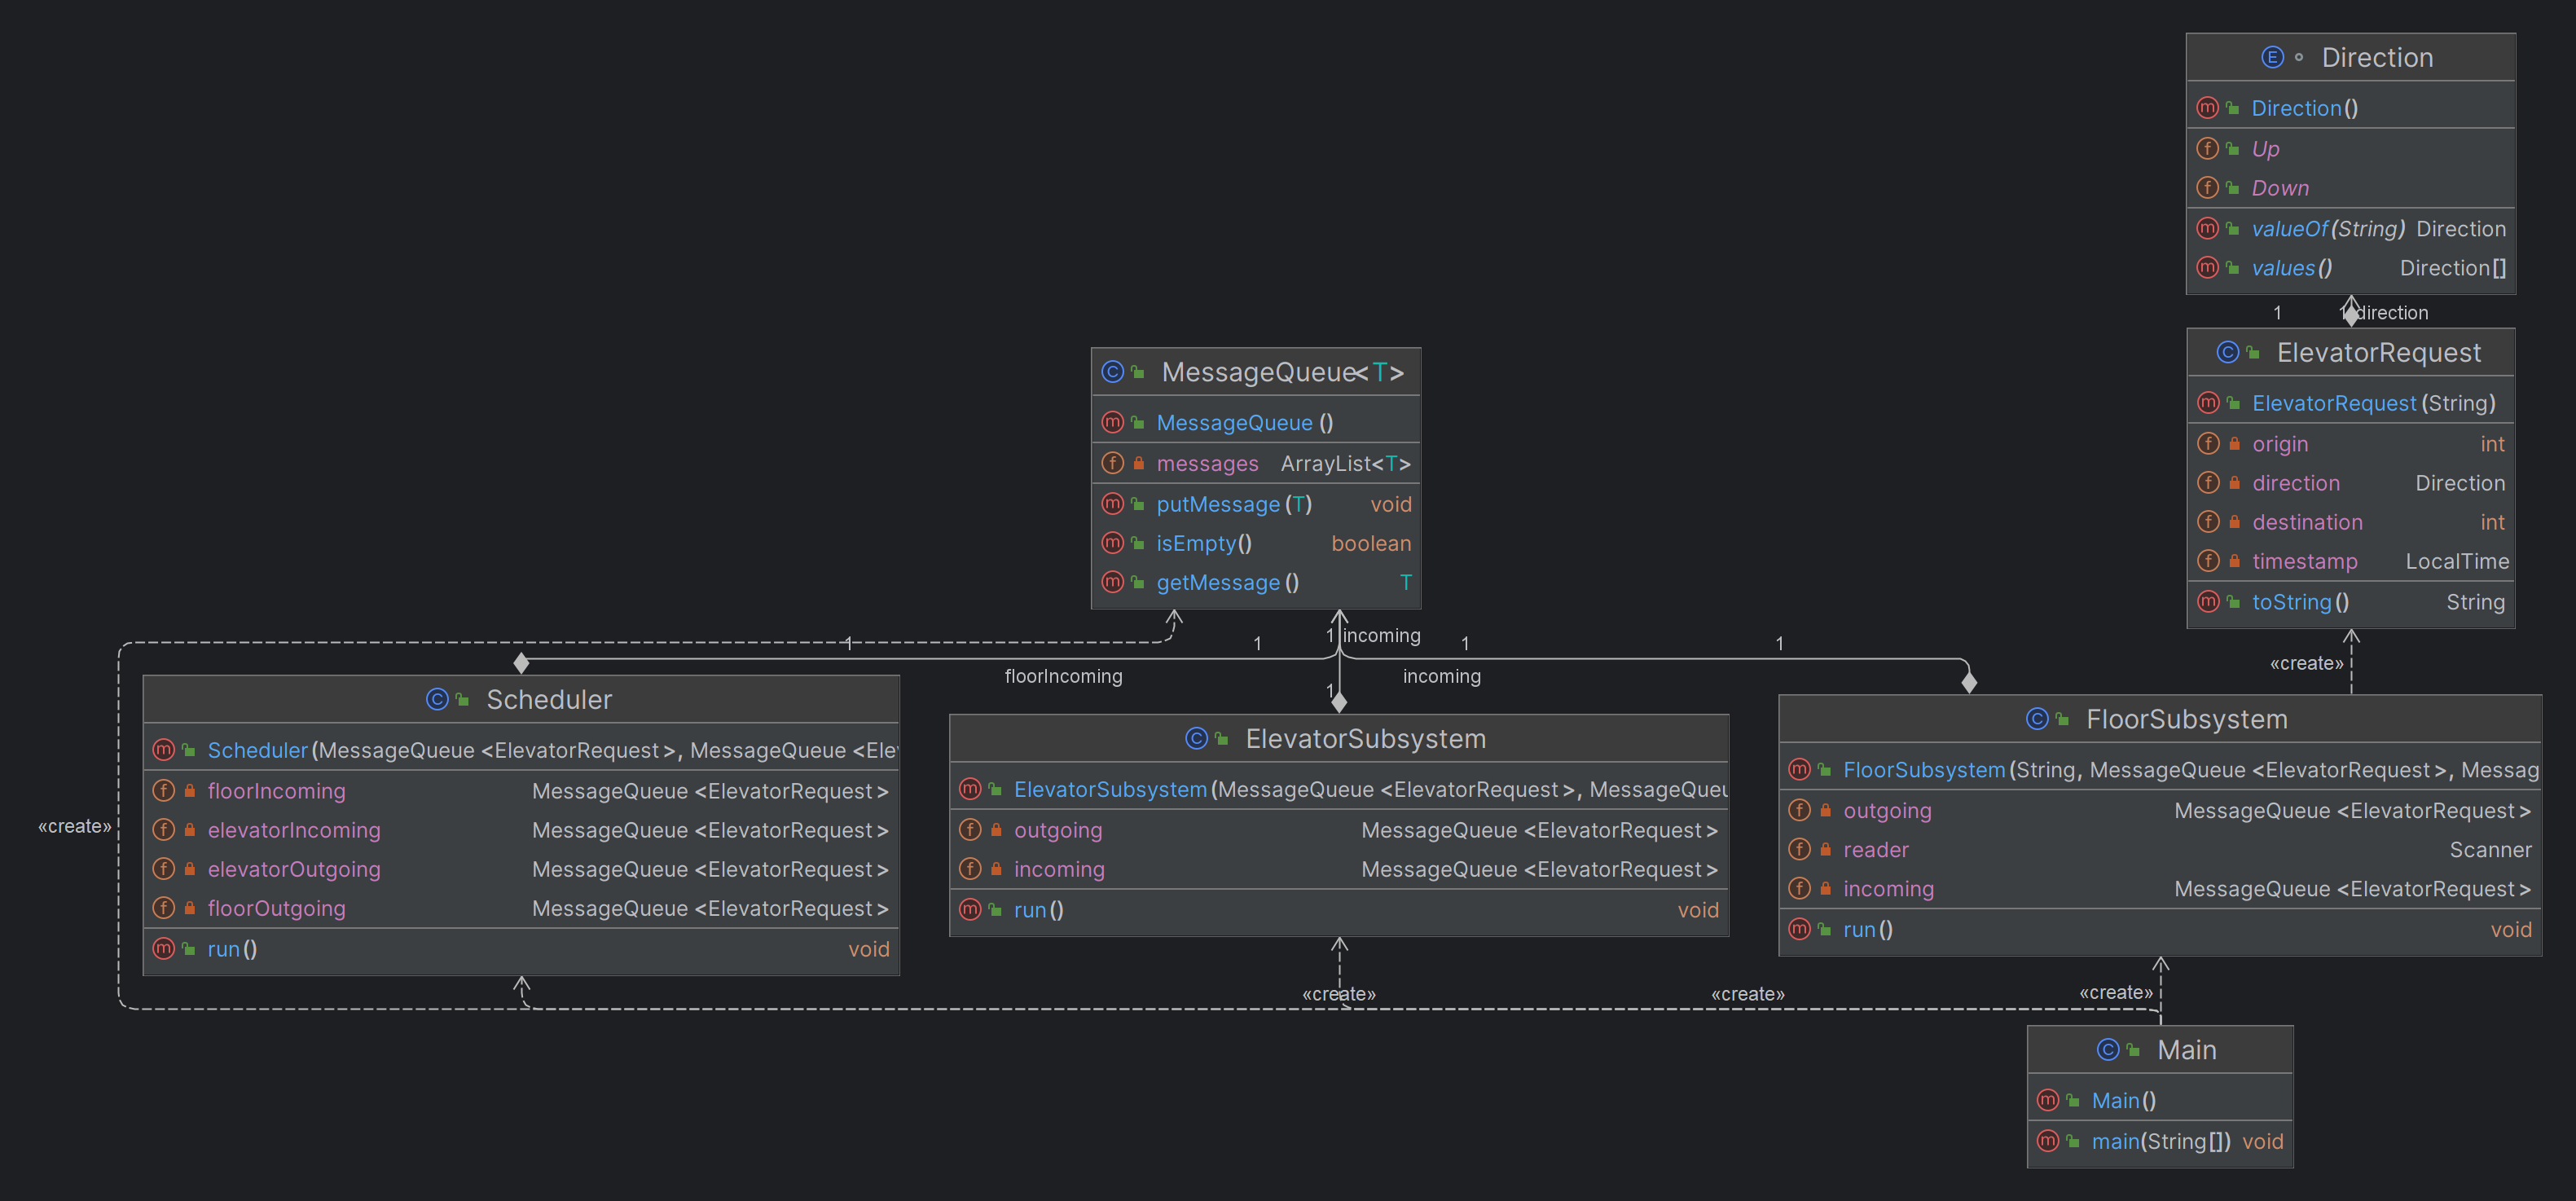 Direction
Direction()
Up
Down
valueOf(String) Direction
values() Direction[]
1 1 direction
ElevatorRequest
ElevatorRequest(String)
origin int
direction Direction
destination int
timestamp LocalTime
toString() String
«create»
MessageQueue<T>
MessageQueue()
messages ArrayList<T>
putMessage(T) void
isEmpty() boolean
getMessage() T
1 1 1 incoming 1 1
floorIncoming 1 incoming
Scheduler
Scheduler(MessageQueue<ElevatorRequest>, MessageQueue<Ele
floorIncoming MessageQueue<ElevatorRequest>
elevatorIncoming MessageQueue<ElevatorRequest>
elevatorOutgoing MessageQueue<ElevatorRequest>
floorOutgoing MessageQueue<ElevatorRequest>
run() void
«create»
ElevatorSubsystem
ElevatorSubsystem(MessageQueue<ElevatorRequest>, MessageQueu
outgoing MessageQueue<ElevatorRequest>
incoming MessageQueue<ElevatorRequest>
run() void
FloorSubsystem
FloorSubsystem(String, MessageQueue<ElevatorRequest>, Messag
outgoing MessageQueue<ElevatorRequest>
reader Scanner
incoming MessageQueue<ElevatorRequest>
run() void
«create» «create» «create»
Main
Main()
main(String[]) void